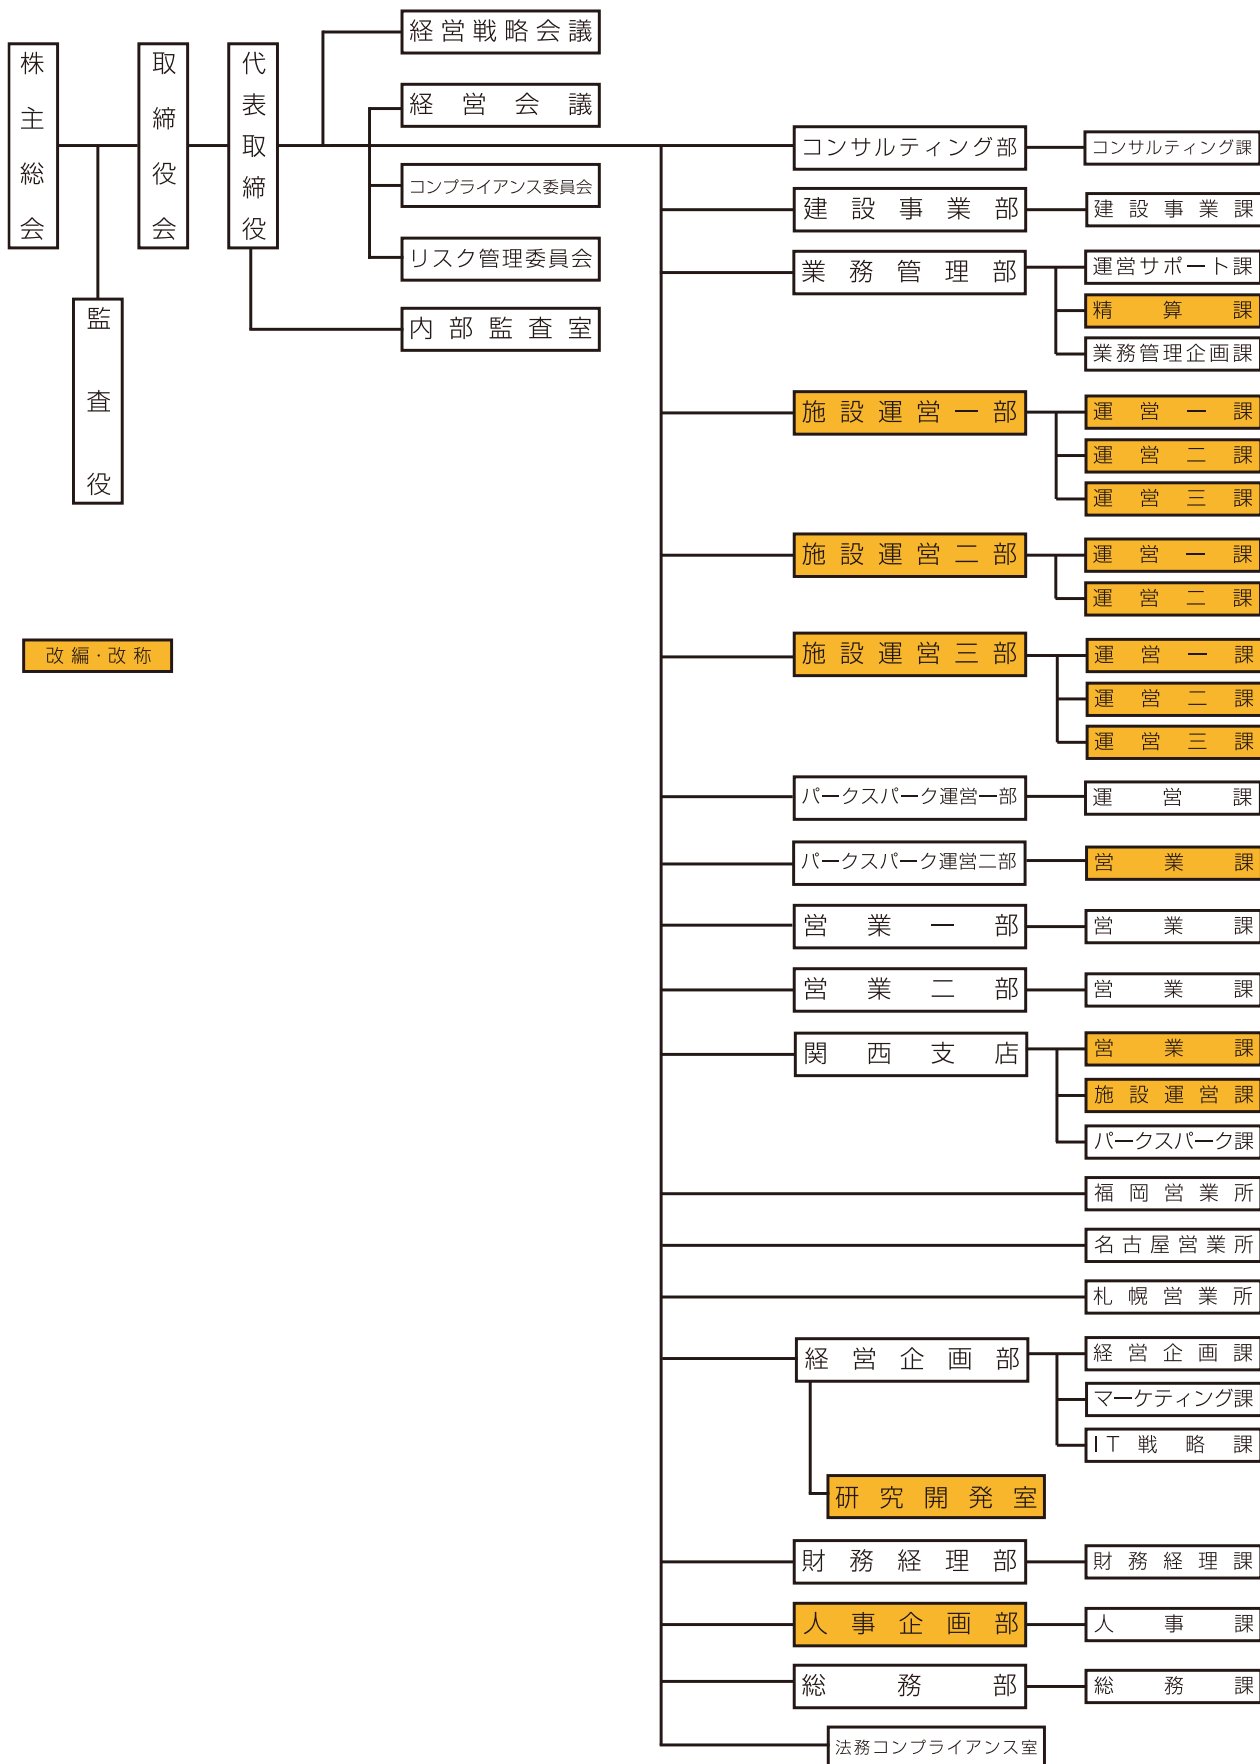 株主総会
取締役会
代表取締役
監査役
経営戦略会議
経営会議
コンプライアンス委員会
リスク管理委員会
内部監査室
改編・改称
コンサルティング部
コンサルティング課
建設事業部
建設事業課
業務管理部
運営サポート課
精算課
業務管理企画課
施設運営一部
運営一課
運営二課
運営三課
施設運営二部
運営一課
運営二課
施設運営三部
運営一課
運営二課
運営三課
パークスパーク運営一部
運営課
パークスパーク運営二部
営業課
営業一部
営業課
営業二部
営業課
関西支店
営業課
施設運営課
パークスパーク課
福岡営業所
名古屋営業所
札幌営業所
経営企画部
経営企画課
マーケティング課
IT戦略課
研究開発室
財務経理部
財務経理課
人事企画部
人事課
総務部
総務課
法務コンプライアンス室